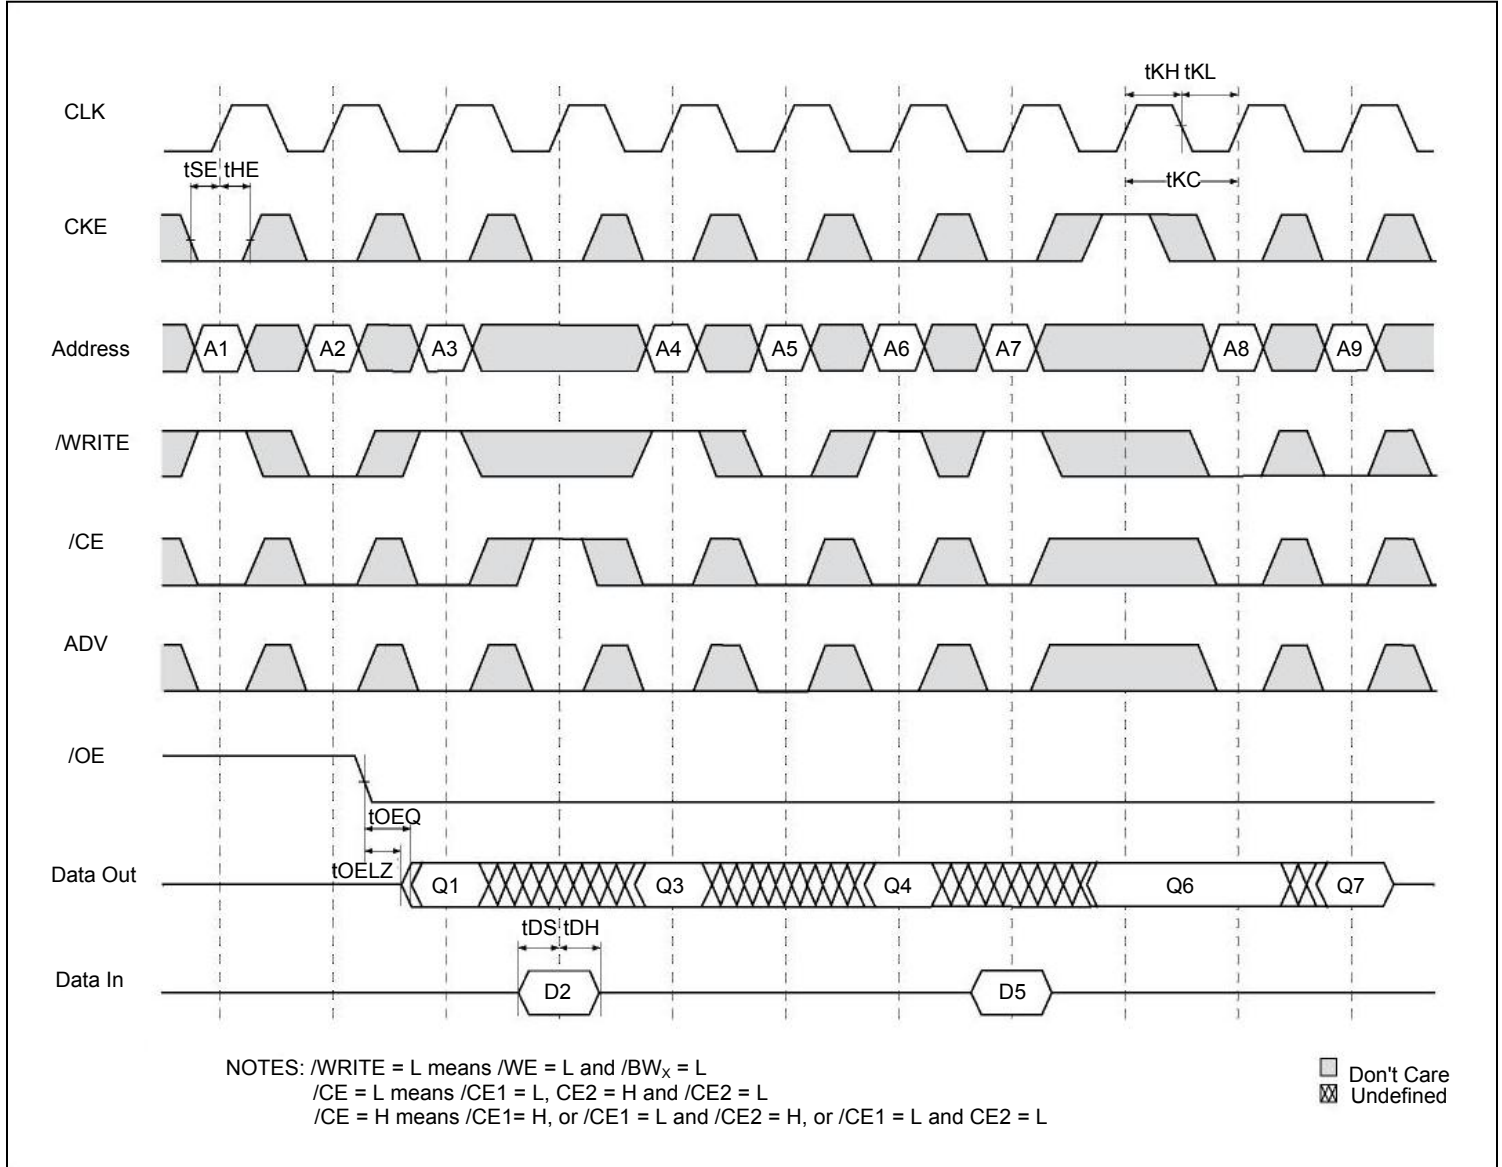 tKH tKL
CLK
tSE tHE
tKC
CKE
Address A1 A2 A3 A4 A5 A6 A7 A8 A9
/WRITE
/CE
ADV
/OE
tOEQ
tOELZ
Data Out Q1 Q3 Q4 Q6 Q7
tDS tDH
Data In D2 D5
NOTES: /WRITE = L means /WE = L and /BWX = L
/CE = L means /CE1 = L, CE2 = H and /CE2 = L
/CE = H means /CE1= H, or /CE1 = L and /CE2 = H, or /CE1 = L and CE2 = L
Don't Care
Undefined